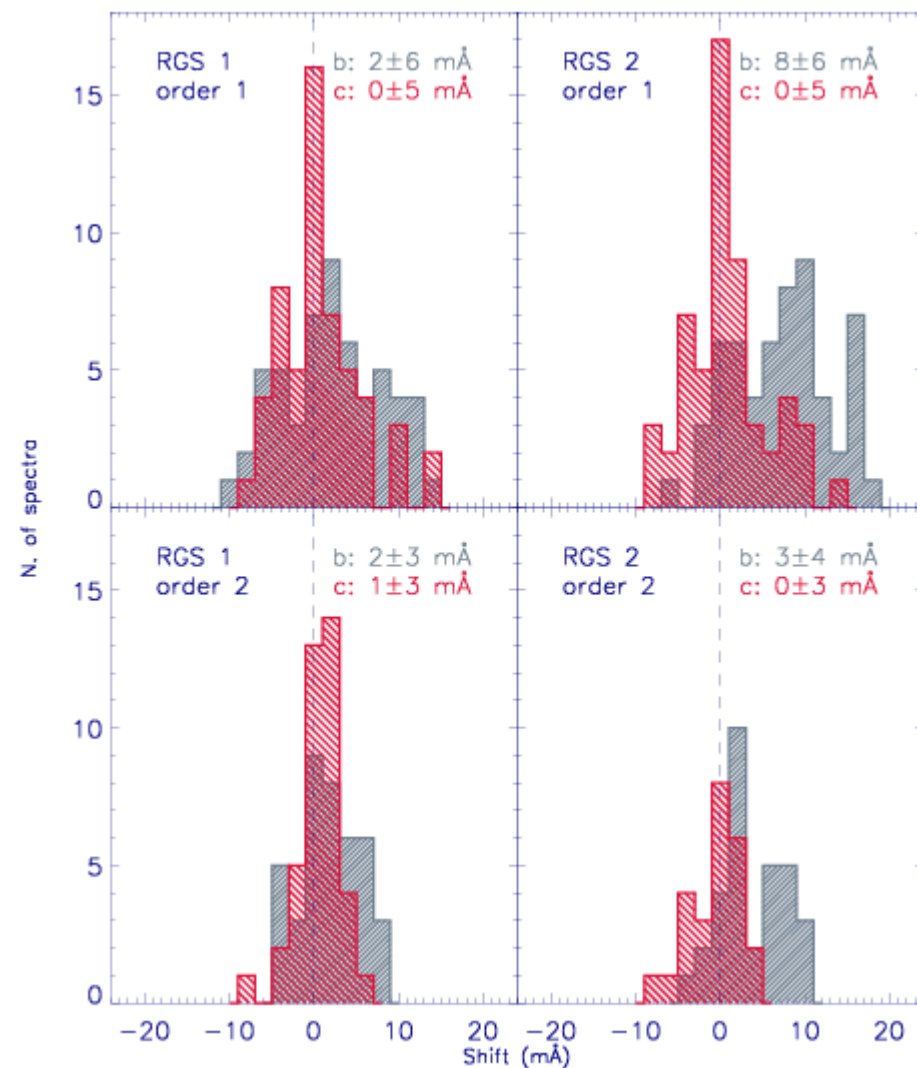 RGS 1
order 1
b: 2±6 mÅ
c: 0±5 mÅ
RGS 2
order 1
b: 8±6 mÅ
c: 0±5 mÅ
15
10
5
0
RGS 1
order 2
b: 2±3 mÅ
c: 1±3 mÅ
RGS 2
order 2
b: 3±4 mÅ
c: 0±3 mÅ
15
10
5
0
N. of spectra
−20 −10 0 10 20
−20 −10 0 10 20
Shift (mÅ)